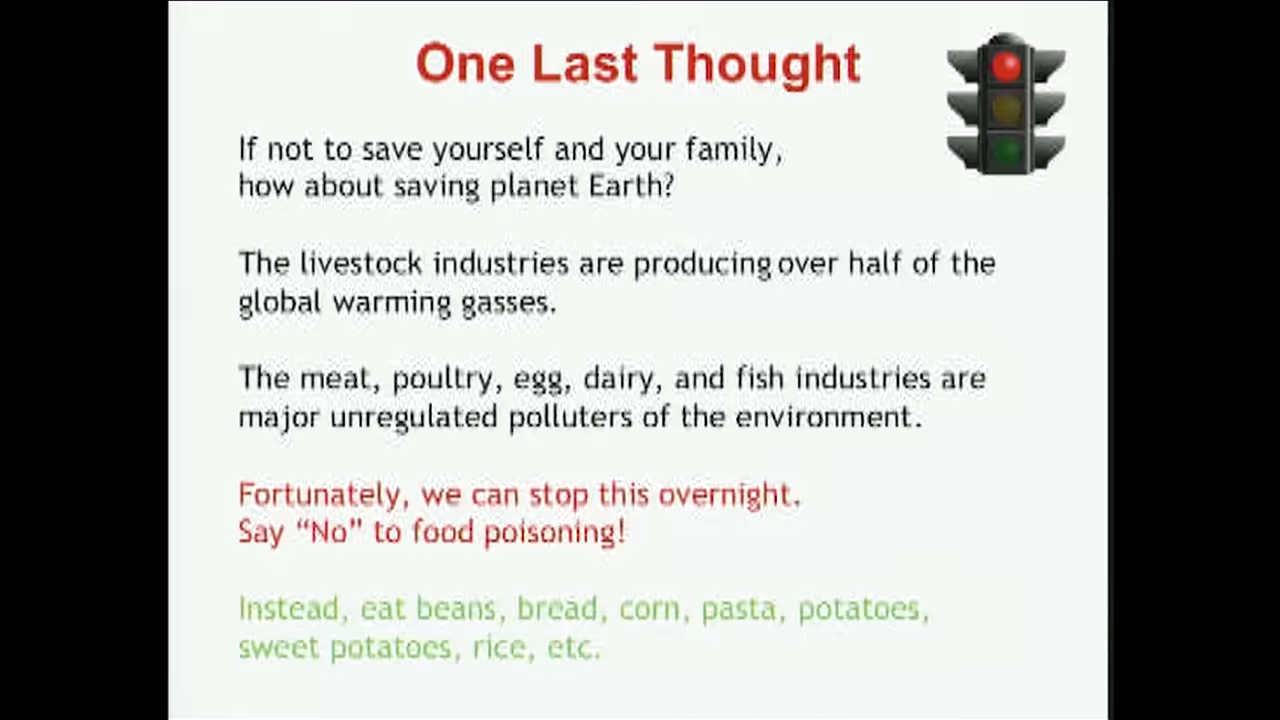 One Last Thought
If not to save yourself and your family,
how about saving planet Earth?
The livestock industries are producing over half of the
global warming gasses.
The meat, poultry, egg, dairy, and fish industries are
major unregulated polluters of the environment.
Fortunately, we can stop this overnight.
Say “No” to food poisoning!
Instead, eat beans, bread, corn, pasta, potatoes,
sweet potatoes, rice, etc.